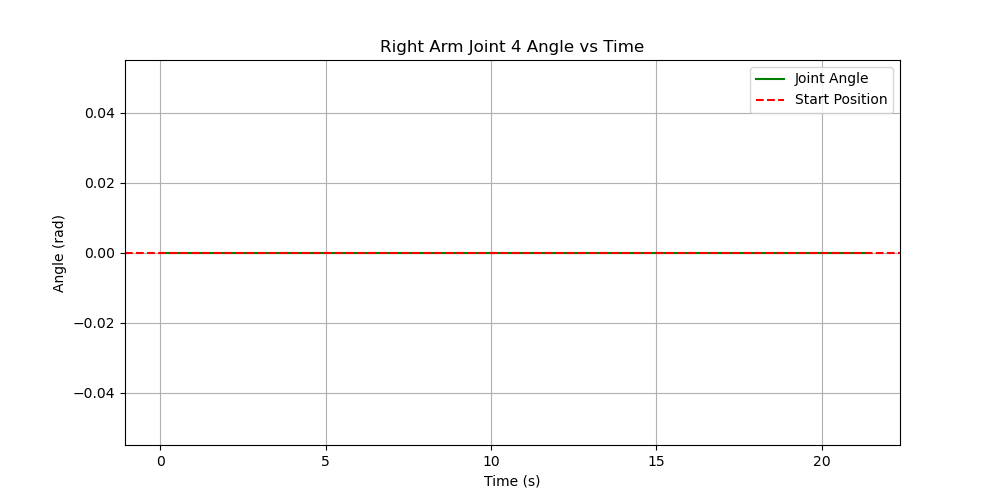 Right Arm Joint 4 Angle vs Time
Joint Angle
Start Position
0.04
0.02
0.00
−0.02
−0.04
Angle (rad)
0 5 10 15 20
Time (s)